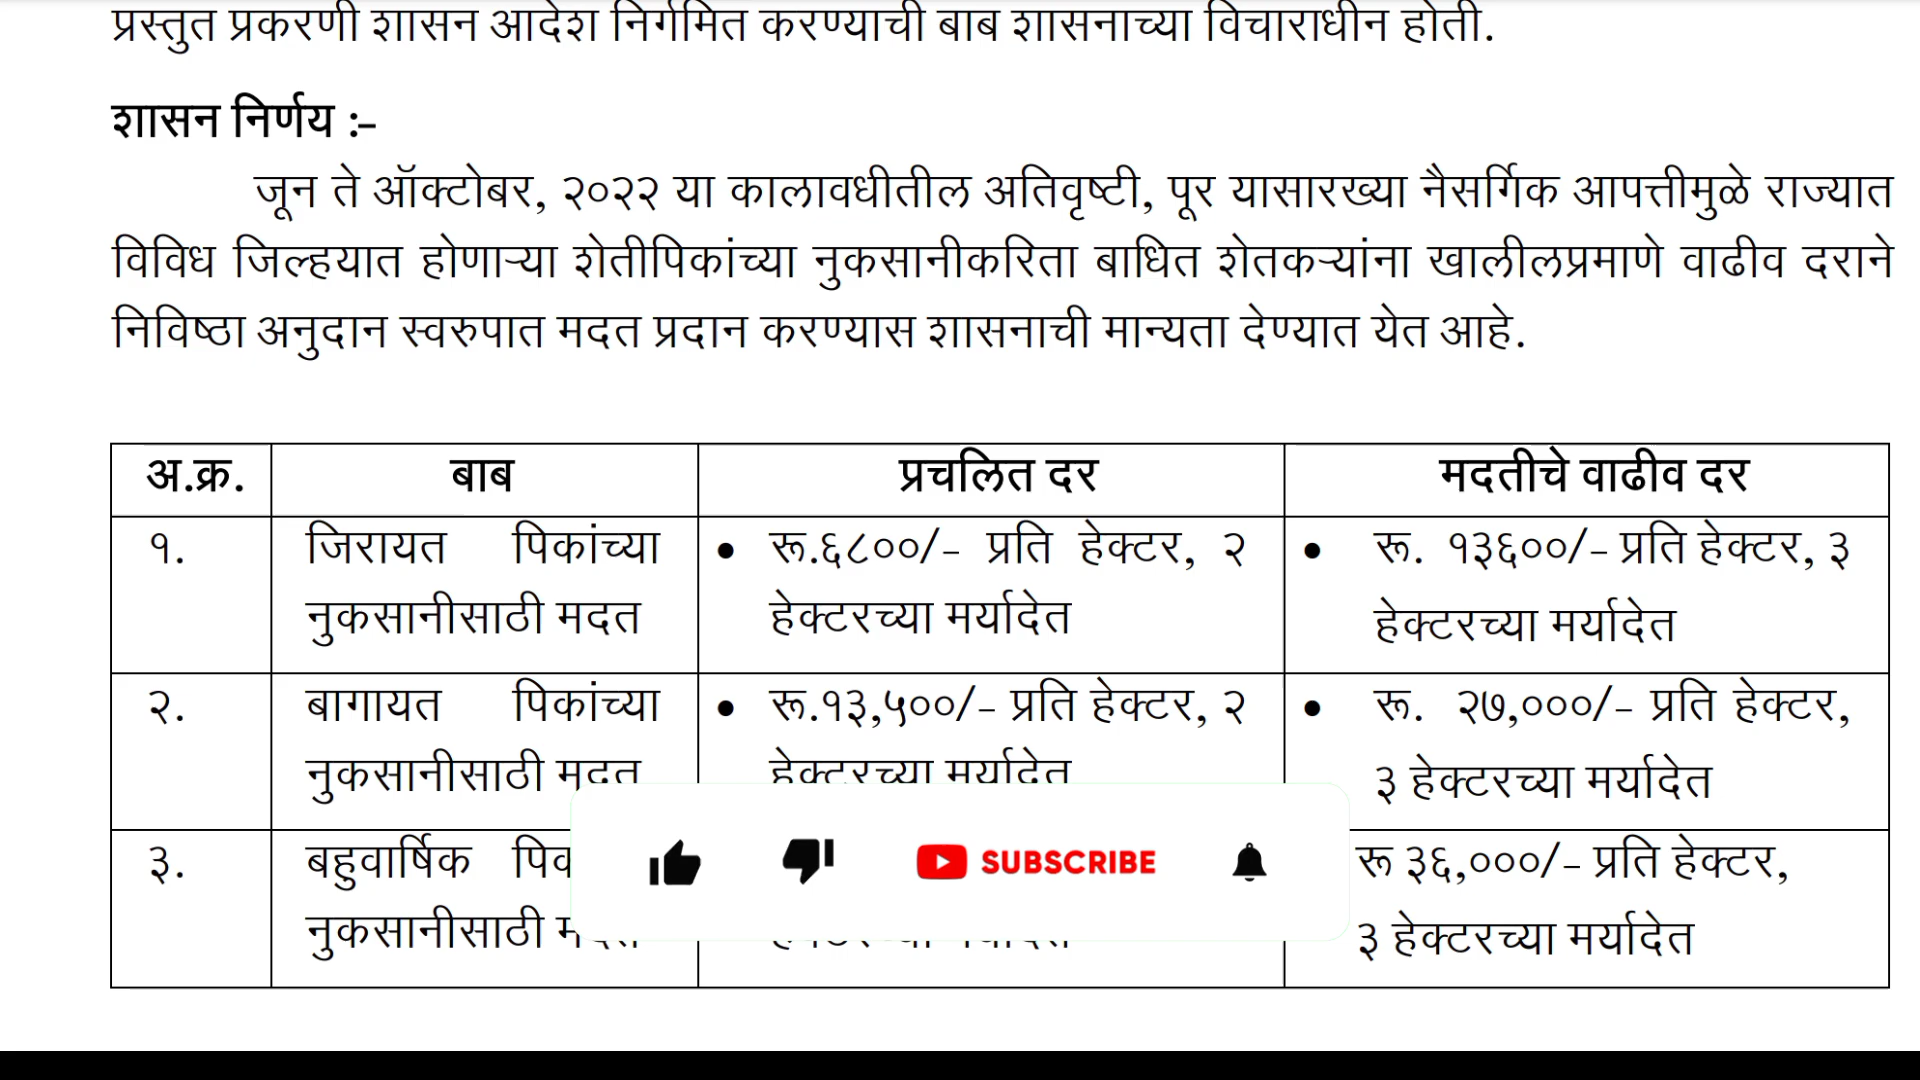 प्रस्तुत प्रकरणी शासन आदेश निर्गमित करण्याची बाब शासनाच्या विचाराधीन होती.
शासन निर्णय :-
जून ते ऑक्टोबर, २०२२ या कालावधीतील अतिवृष्टी, पूर यासारख्या नैसर्गिक आपत्तीमुळे राज्यात
विविध जिल्हयात होणाऱ्या शेतीपिकांच्या नुकसानीकरिता बाधित शेतकऱ्यांना खालीलप्रमाणे वाढीव दराने
निविष्ठा अनुदान स्वरुपात मदत प्रदान करण्यास शासनाची मान्यता देण्यात येत आहे.
अ.क्र. बाब प्रचलित दर मदतीचे वाढीव दर
१. जिरायत पिकांच्या • रू.६८००/- प्रति हेक्टर, २ • रू. १३६००/- प्रति हेक्टर, ३
नुकसानीसाठी मदत हेक्टरच्या मर्यादेत हेक्टरच्या मर्यादेत
२. बागायत पिकांच्या • रू.१३,५००/- प्रति हेक्टर, २ • रू. २७,०००/- प्रति हेक्टर,
नुकसानीसाठी मदत हेक्टरच्या मर्यादेत ३ हेक्टरच्या मर्यादेत
३. बहुवार्षिक रू ३६,०००/- प्रति हेक्टर,
SUBSCRIBE
नुकसानीसाठी ३ हेक्टरच्या मर्यादेत